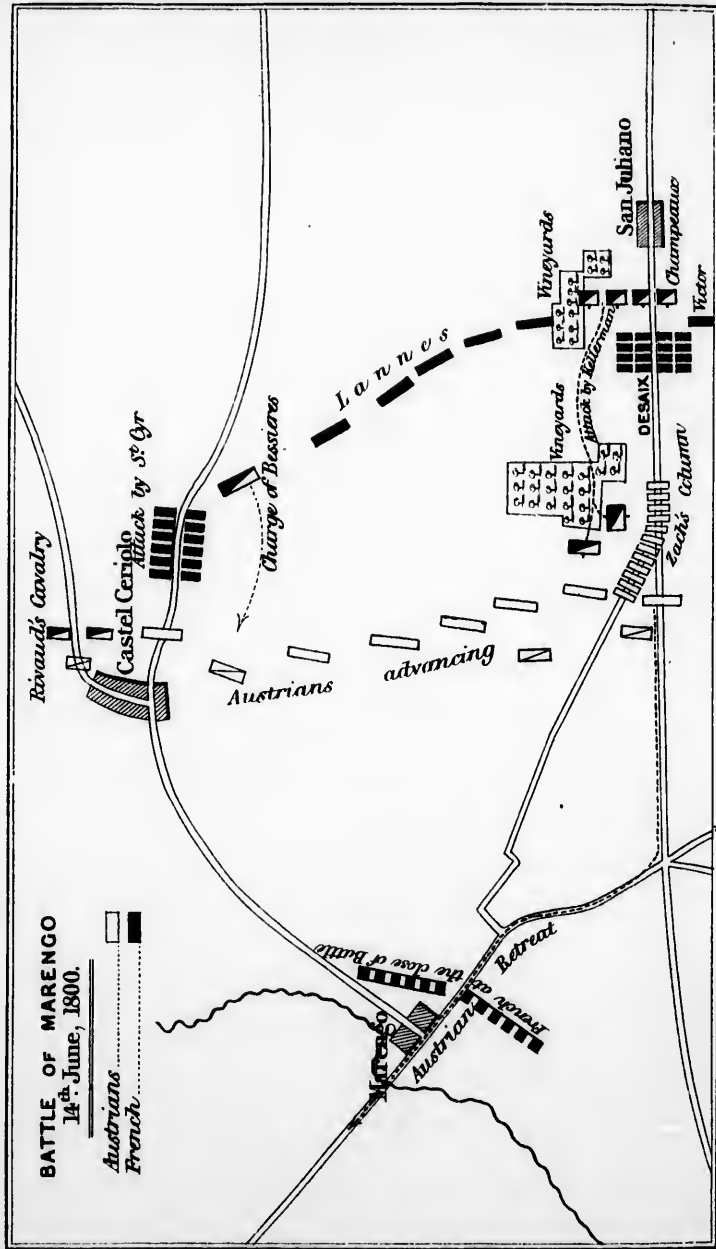 BATTLE OF MARENGO
14th. June, 1800.
Austrians
French
Rivaud's Cavalry
Castel Ceriolo
Attack by St. Cyr
Charge of Bessieres
Lannes
Austrians advancing
Vineyards
Vineyards
Attack by Kellerman
San Juliano
Champeaux
Victor
DESAIX
Zach's Column
Marengo
French at the close of Battle
Austrian Retreat